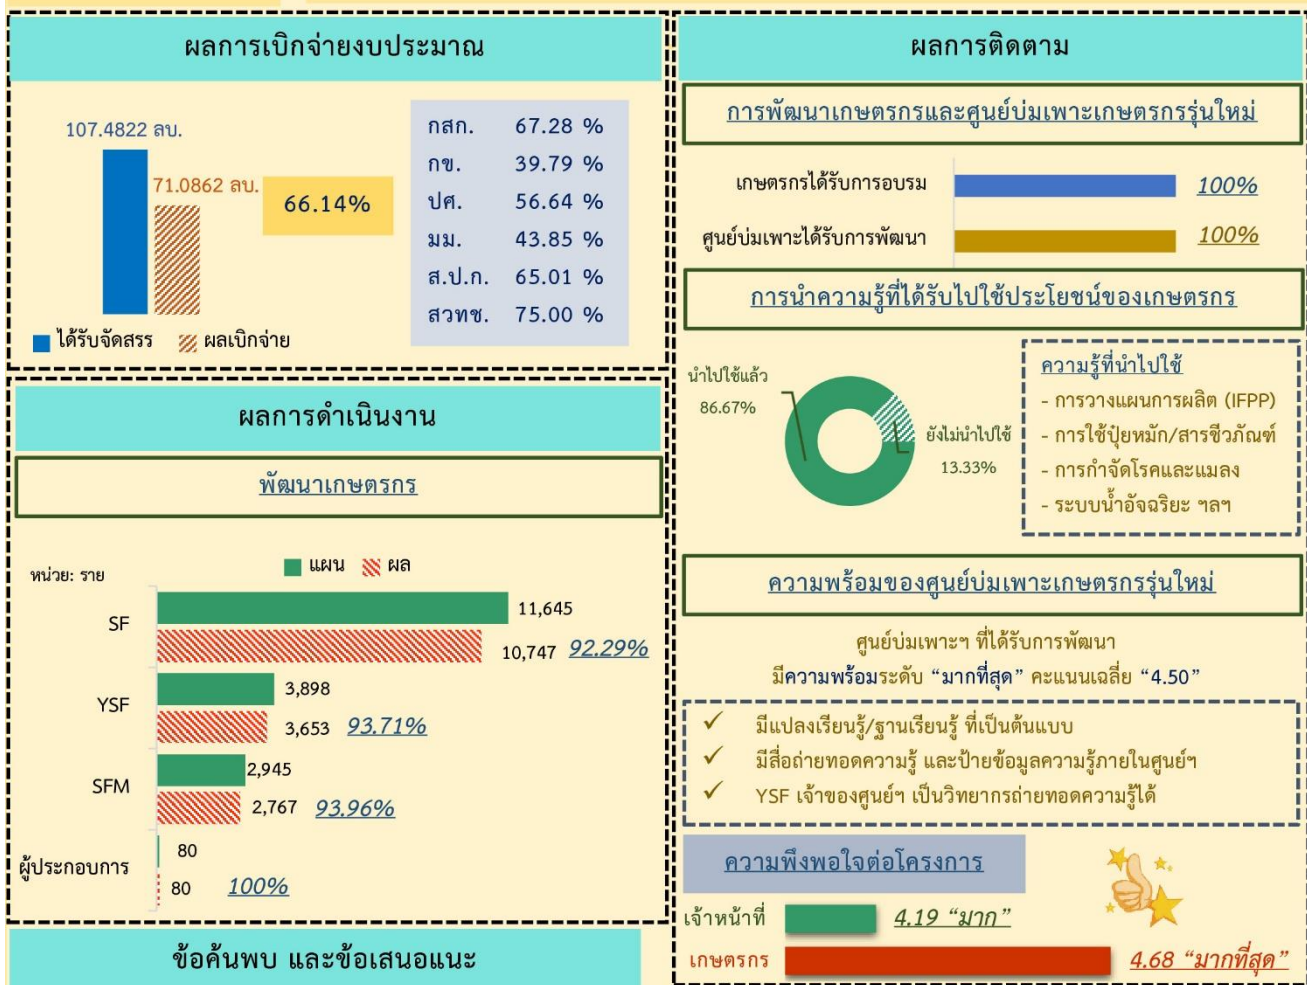 ผลการเบิกจ่ายงบประมาณ
107.4822 ลบ.
71.0862 ลบ.
66.14%
กสก. 67.28 %
กข. 39.79 %
ปศ. 56.64 %
มม. 43.85 %
ส.ป.ก. 65.01 %
สวทช. 75.00 %
ได้รับจัดสรร ผลเบิกจ่าย
ผลการดำเนินงาน
พัฒนาเกษตรกร
หน่วย: ราย
แผน ผล
SF
11,645
10,747 92.29%
YSF
3,898
3,653 93.71%
SFM
2,945
2,767 93.96%
ผู้ประกอบการ
80
80 100%
ข้อค้นพบ และข้อเสนอแนะ
ผลการติดตาม
การพัฒนาเกษตรกรและศูนย์บ่มเพาะเกษตรกรรุ่นใหม่
เกษตรกรได้รับการอบรม 100%
ศูนย์บ่มเพาะได้รับการพัฒนา 100%
การนำความรู้ที่ได้รับไปใช้ประโยชน์ของเกษตรกร
นำไปใช้แล้ว
86.67%
ยังไม่นำไปใช้
13.33%
ความรู้ที่นำไปใช้
- การวางแผนการผลิต (IFPP)
- การใช้ปุ๋ยหมัก/สารชีวภัณฑ์
- การกำจัดโรคและแมลง
- ระบบน้ำอัจฉริยะ ฯลฯ
ความพร้อมของศูนย์บ่มเพาะเกษตรกรรุ่นใหม่
ศูนย์บ่มเพาะฯ ที่ได้รับการพัฒนา
มีความพร้อมระดับ “มากที่สุด” คะแนนเฉลี่ย “4.50”
✓ มีแปลงเรียนรู้/ฐานเรียนรู้ ที่เป็นต้นแบบ
✓ มีสื่อถ่ายทอดความรู้ และป้ายข้อมูลความรู้ภายในศูนย์ฯ
✓ YSF เจ้าของศูนย์ฯ เป็นวิทยากรถ่ายทอดความรู้ได้
ความพึงพอใจต่อโครงการ
เจ้าหน้าที่ 4.19 “มาก”
เกษตรกร 4.68 “มากที่สุด”